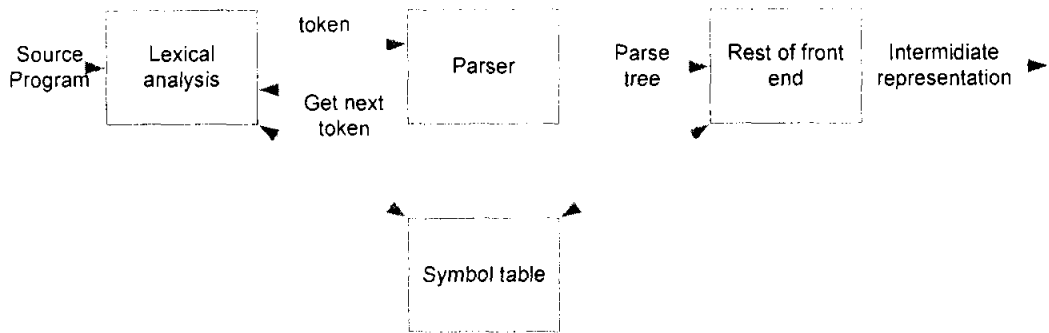 token
Source
Program
Lexical
analysis
Get next
token
Parser
Parse
tree
Rest of front
end
Intermidiate
representation
Symbol table